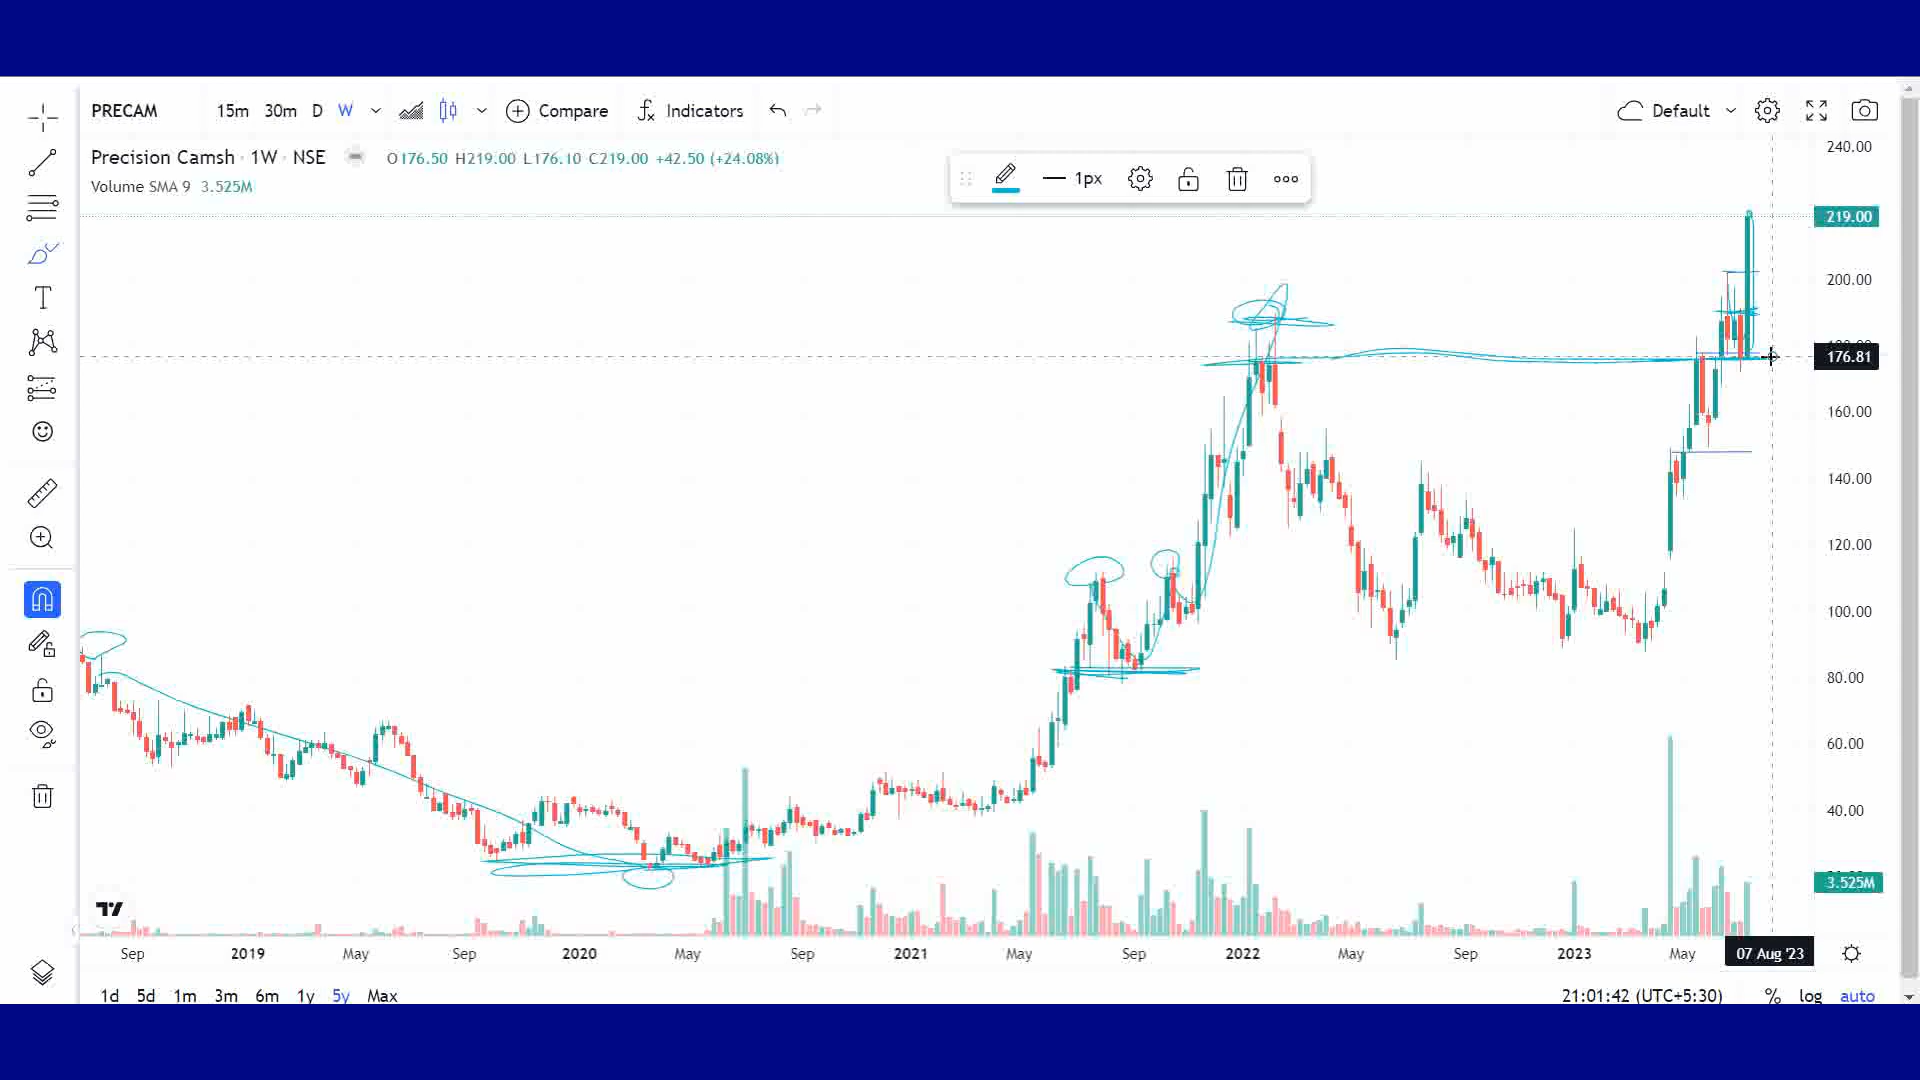 PRECAM 15m 30m D W Compare Indicators Default
Precision Camsh · 1W · NSE O176.50 H219.00 L176.10 C219.00 +42.50 (+24.08%)
Volume SMA 9 3.525M
1px
240.00
219.00
200.00
176.81
160.00
140.00
120.00
100.00
80.00
60.00
40.00
3.525M
Sep 2019 May Sep 2020 May Sep 2021 May Sep 2022 May Sep 2023 May 07 Aug '23
1d 5d 1m 3m 6m 1y 5y Max 21:01:42 (UTC+5:30) % log auto